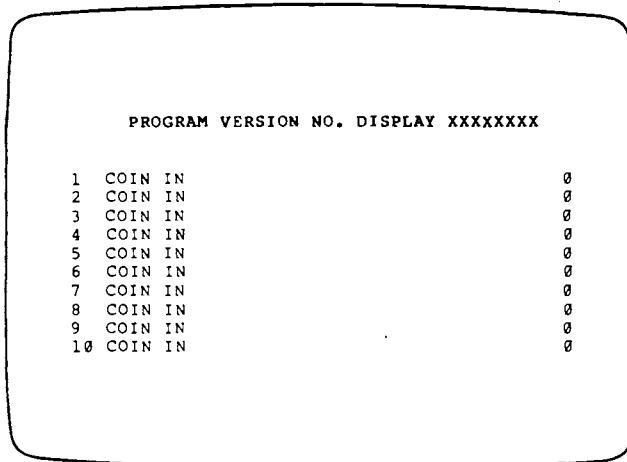 PROGRAM VERSION NO. DISPLAY XXXXXXXX
1 COIN IN 0
2 COIN IN 0
3 COIN IN 0
4 COIN IN 0
5 COIN IN 0
6 COIN IN 0
7 COIN IN 0
8 COIN IN 0
9 COIN IN 0
10 COIN IN 0